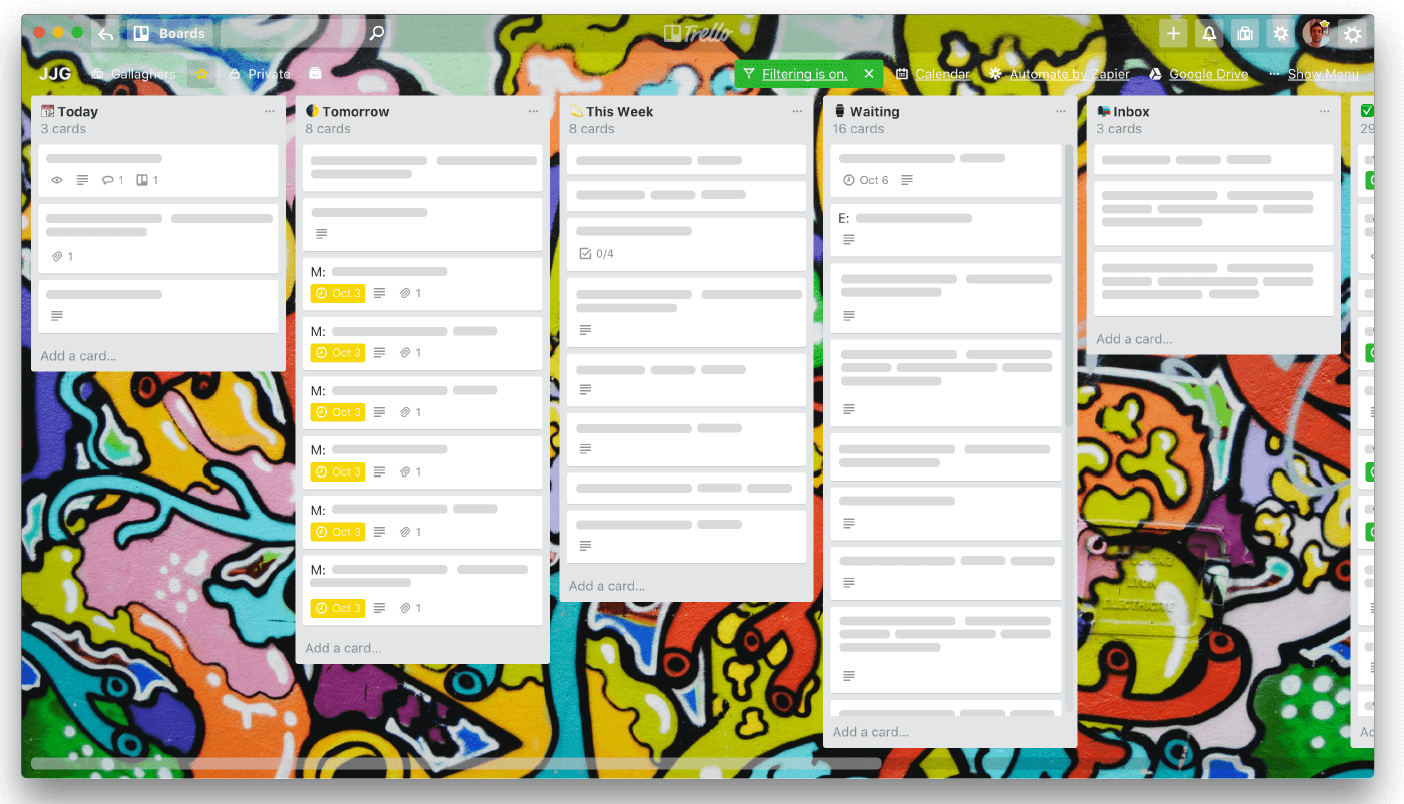 Boards
Trello
JJG
Gallaghers
Private
Filtering is on.
Calendar
Automate by Zapier
Google Drive
Show Menu
Today
3 cards
1
1
1
Add a card...
Tomorrow
8 cards
M:
Oct 3
1
M:
Oct 3
1
M:
Oct 3
1
M:
Oct 3
1
M:
Oct 3
1
M:
Oct 3
1
Add a card...
This Week
8 cards
0/4
Add a card...
Waiting
16 cards
Oct 6
E:
Add a card...
Inbox
3 cards
Add a card...
29